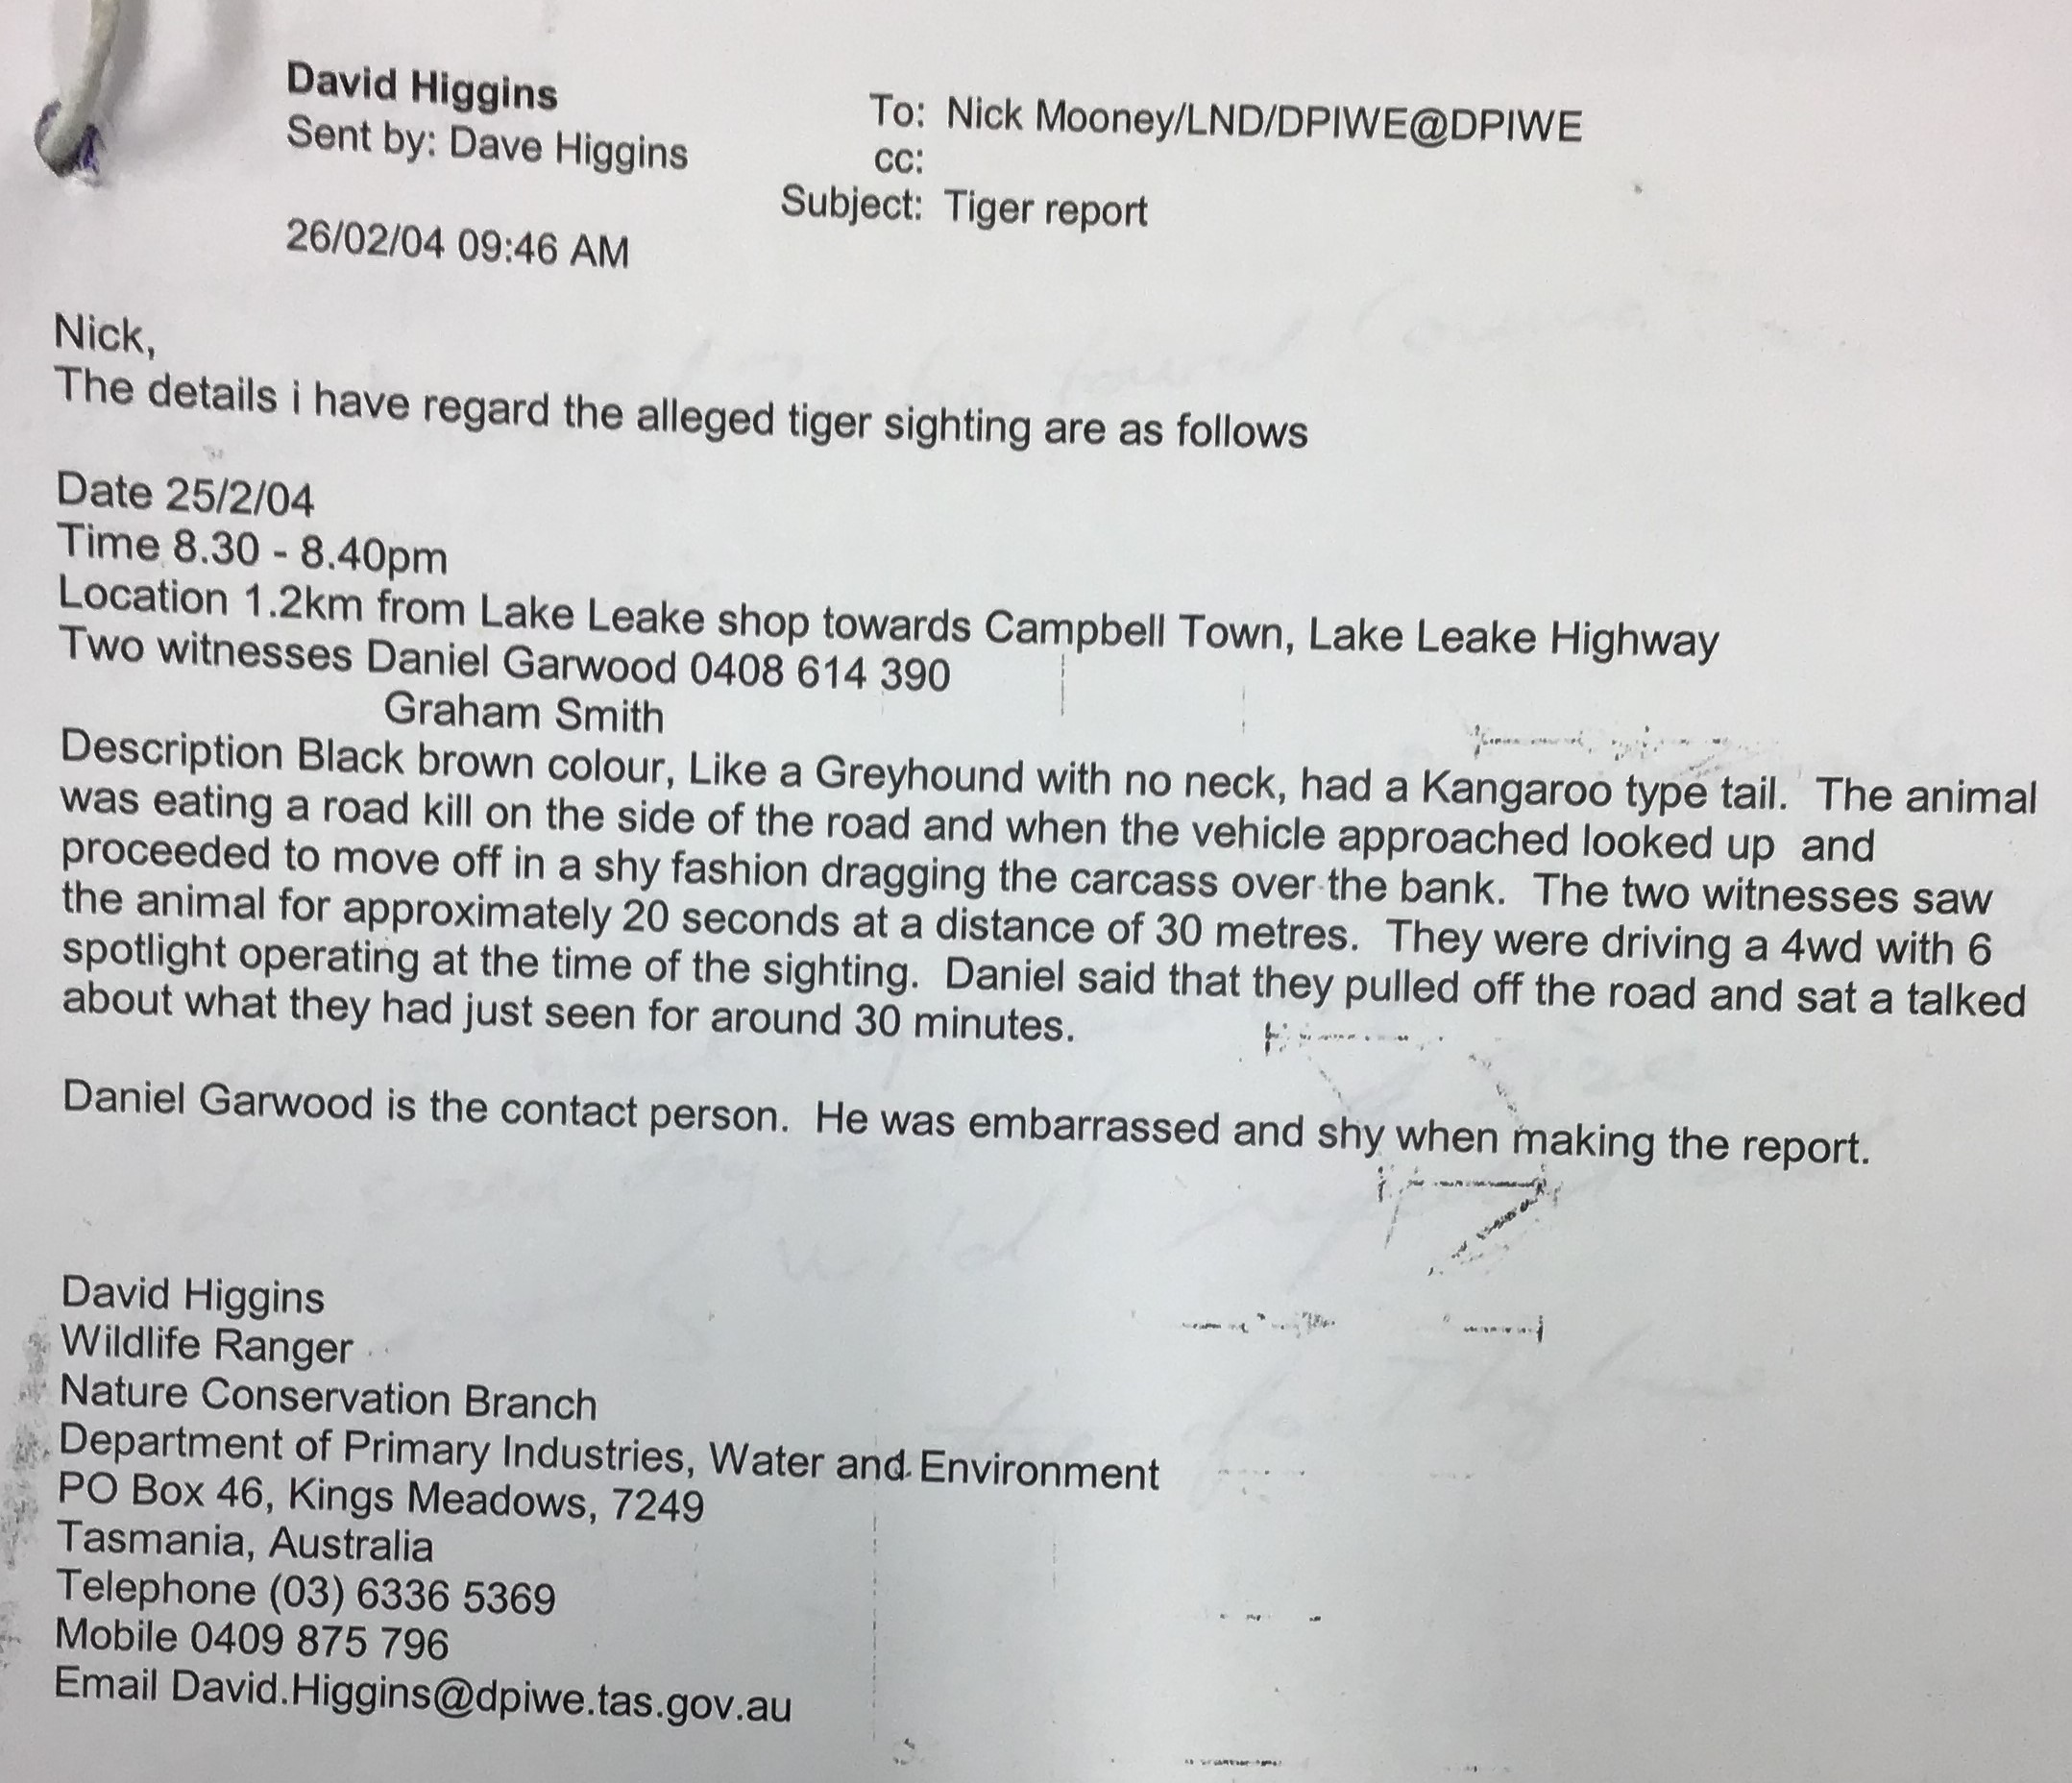 David Higgins
Sent by: Dave Higgins
26/02/04 09:46 AM
To: Nick Mooney/LND/DPIWE@DPIWE
cc:
Subject: Tiger report
Nick,
The details i have regard the alleged tiger sighting are as follows
Date 25/2/04
Time 8.30 - 8.40pm
Location 1.2km from Lake Leake shop towards Campbell Town, Lake Leake Highway
Two witnesses Daniel Garwood 0408 614 390
Graham Smith
Description Black brown colour, Like a Greyhound with no neck, had a Kangaroo type tail. The animal
was eating a road kill on the side of the road and when the vehicle approached looked up and
proceeded to move off in a shy fashion dragging the carcass over the bank. The two witnesses saw
the animal for approximately 20 seconds at a distance of 30 metres. They were driving a 4wd with 6
spotlight operating at the time of the sighting. Daniel said that they pulled off the road and sat a talked
about what they had just seen for around 30 minutes.
Daniel Garwood is the contact person. He was embarrassed and shy when making the report.
David Higgins
Wildlife Ranger
Nature Conservation Branch
Department of Primary Industries, Water and Environment
PO Box 46, Kings Meadows, 7249
Tasmania, Australia
Telephone (03) 6336 5369
Mobile 0409 875 796
Email David.Higgins@dpiwe.tas.gov.au